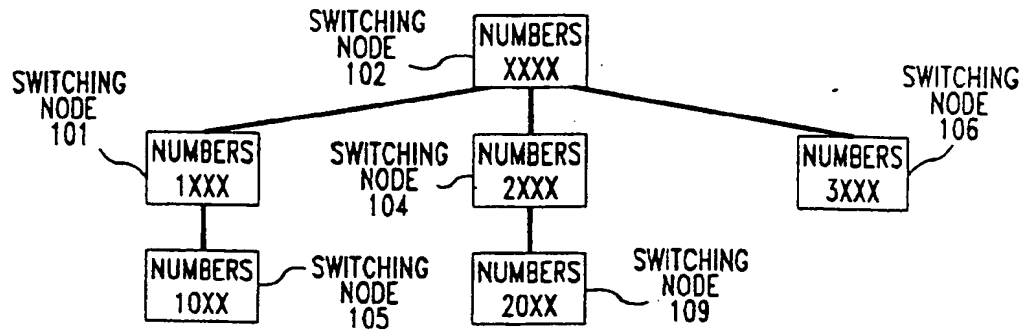 SWITCHING
NODE
102
NUMBERS
XXXX
SWITCHING
NODE
101
NUMBERS
1XXX
SWITCHING
NODE
104
NUMBERS
2XXX
SWITCHING
NODE
106
NUMBERS
3XXX
NUMBERS
10XX
SWITCHING
NODE
105
NUMBERS
20XX
SWITCHING
NODE
109